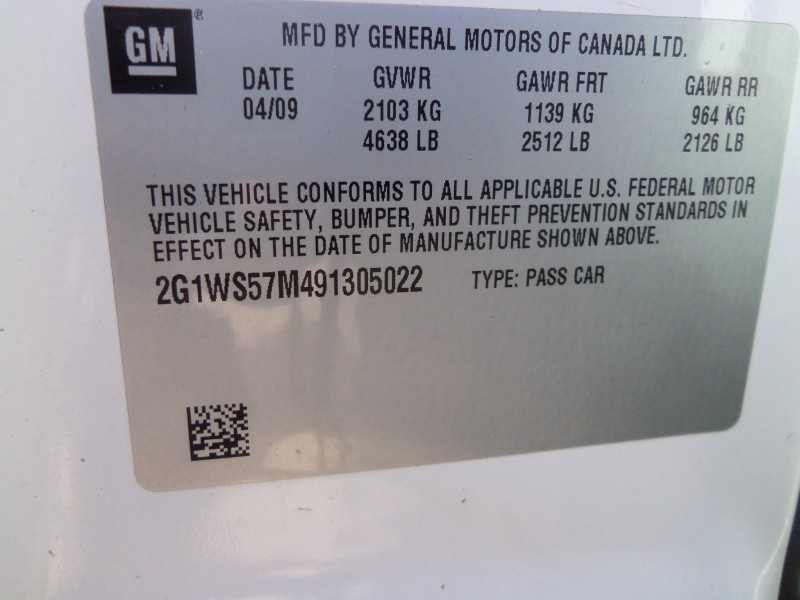 GM®
MFD BY GENERAL MOTORS OF CANADA LTD.
DATE GVWR GAWR FRT GAWR RR
04/09 2103 KG 1139 KG 964 KG
4638 LB 2512 LB 2126 LB
THIS VEHICLE CONFORMS TO ALL APPLICABLE U.S. FEDERAL MOTOR
VEHICLE SAFETY, BUMPER, AND THEFT PREVENTION STANDARDS IN
EFFECT ON THE DATE OF MANUFACTURE SHOWN ABOVE.
2G1WS57M491305022 TYPE: PASS CAR